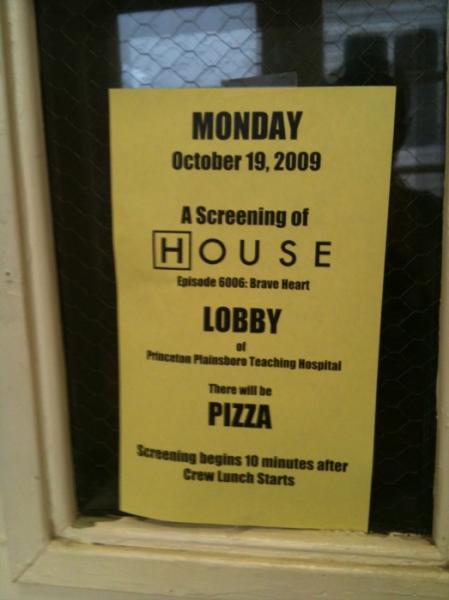 MONDAY
October 19, 2009
A Screening of
HOUSE
Episode 6006: Brave Heart
LOBBY
of
Princeton Plainsboro Teaching Hospital
There will be
PIZZA
Screening begins 10 minutes after
Crew Lunch Starts